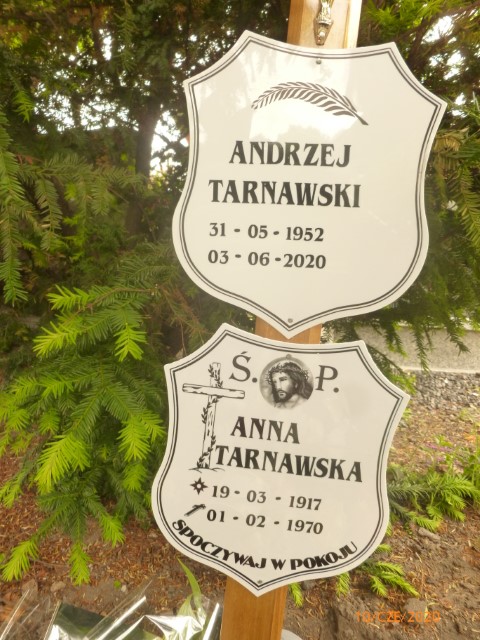 ANDRZEJ
TARNAWSKI
31 - 05 - 1952
03 - 06 - 2020
Ś. P.
ANNA
TARNAWSKA
19 - 03 - 1917
01 - 02 - 1970
SPOCZYWAJ W POKOJU